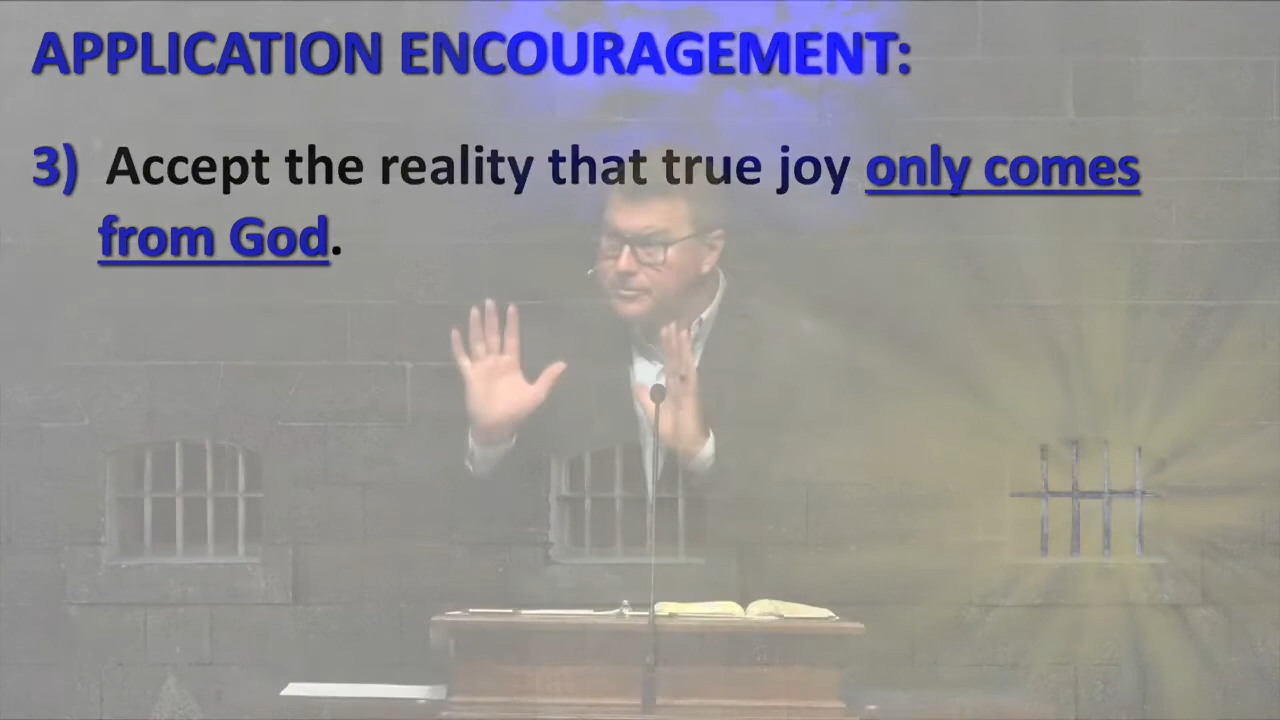 APPLICATION ENCOURAGEMENT:
3) Accept the reality that true joy only comes
from God.